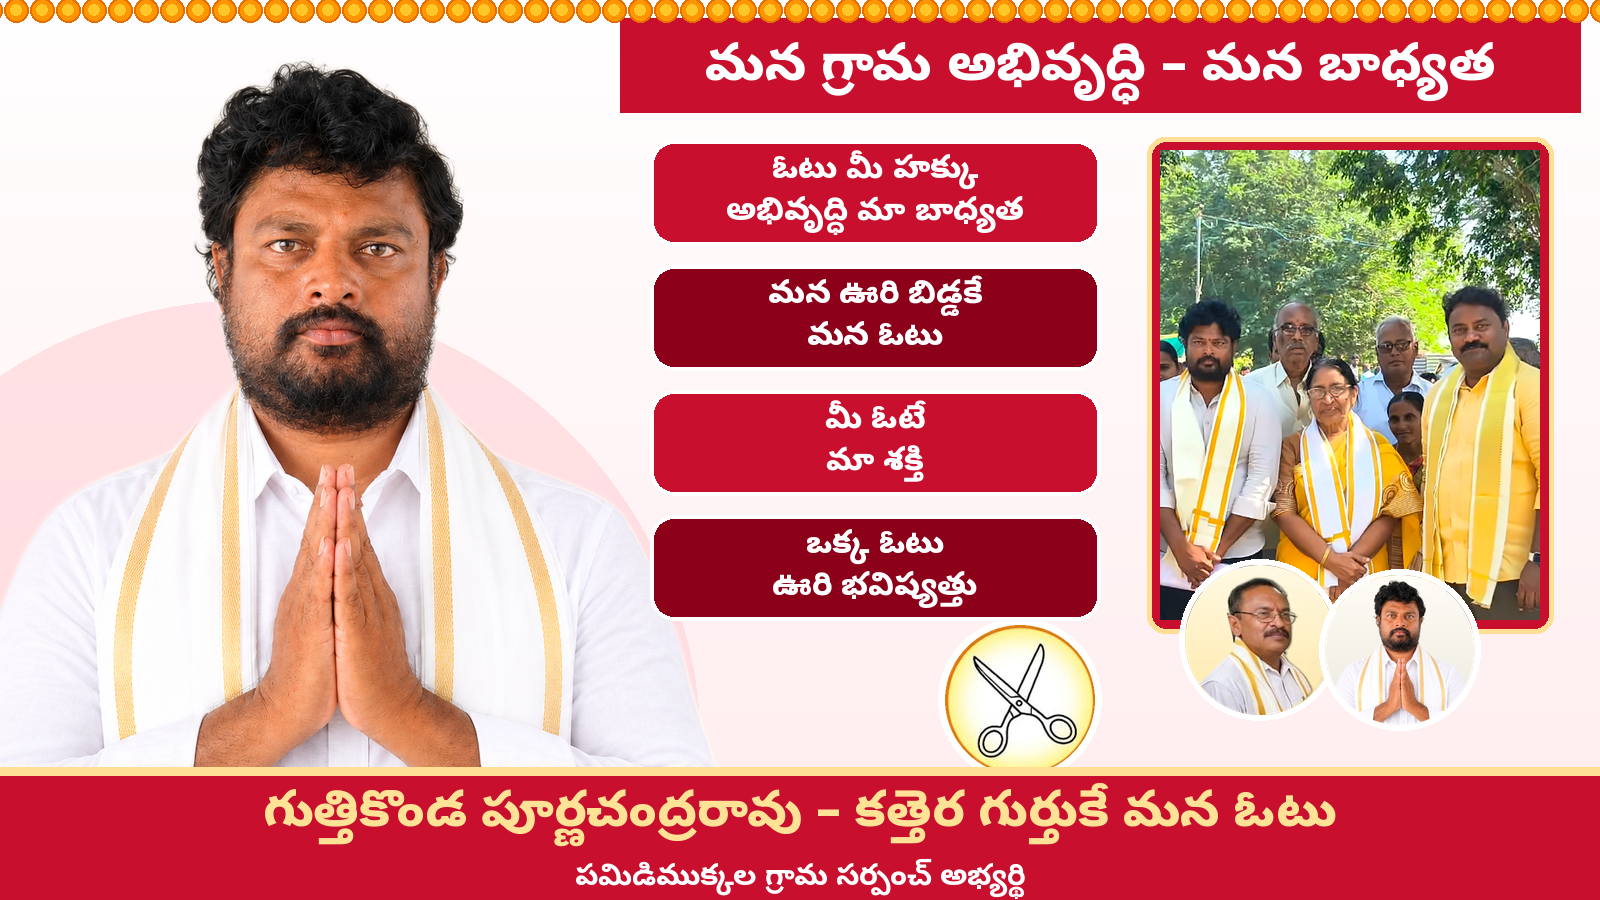 మన గ్రామ అభివృద్ధి – మన బాధ్యత
ఓటు మీ హక్కు
అభివృద్ధి మా బాధ్యత
మన ఊరి బిడ్డకే
మన ఓటు
మీ ఓటే
మా శక్తి
ఒక్క ఓటు
ఊరి భవిష్యత్తు
గుత్తికొండ పూర్ణచంద్రరావు – కత్తెర గుర్తుకే మన ఓటు
పమిడిముక్కల గ్రామ సర్పంచ్ అభ్యర్థి